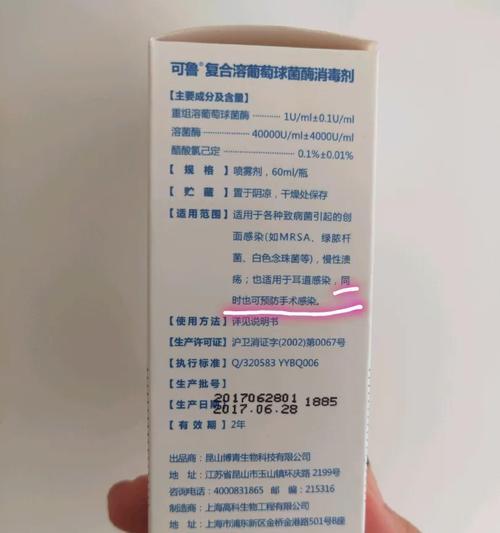 可鲁®复合溶葡萄球菌酶消毒剂
【主要成分及含量】
重组溶葡萄球菌酶………… 1U/ml±0.1U/ml
溶菌酶………… 40000U/ml±4000U/ml
醋酸氯己定………… 0.1%±0.01%
【规格】喷雾剂，60ml/瓶
【贮藏】置于阴凉，干燥处保存
【适用范围】适用于各种致病菌引起的创
面感染(如MRSA、绿脓杆
菌、白色念珠菌等)，慢性溃
疡；也适用于耳道感染，同
时也可预防手术感染。
【使用方法】详见说明书
【生产许可证】沪卫消证字(2002)第0067号
【执行标准】Q/320583 YYBQ006
【生产批号】
2017062801 1885
【生产日期】
2017.06.28
【有效期】2年
出品商：昆山博青生物科技有限公司
地址：江苏省昆山市玉山镇环庆路 2199号
咨询电话：4000831865 邮编：215316
制造商：上海高科生物工程有限公司
地址：上海市浦东新区金桥金港路501号B座